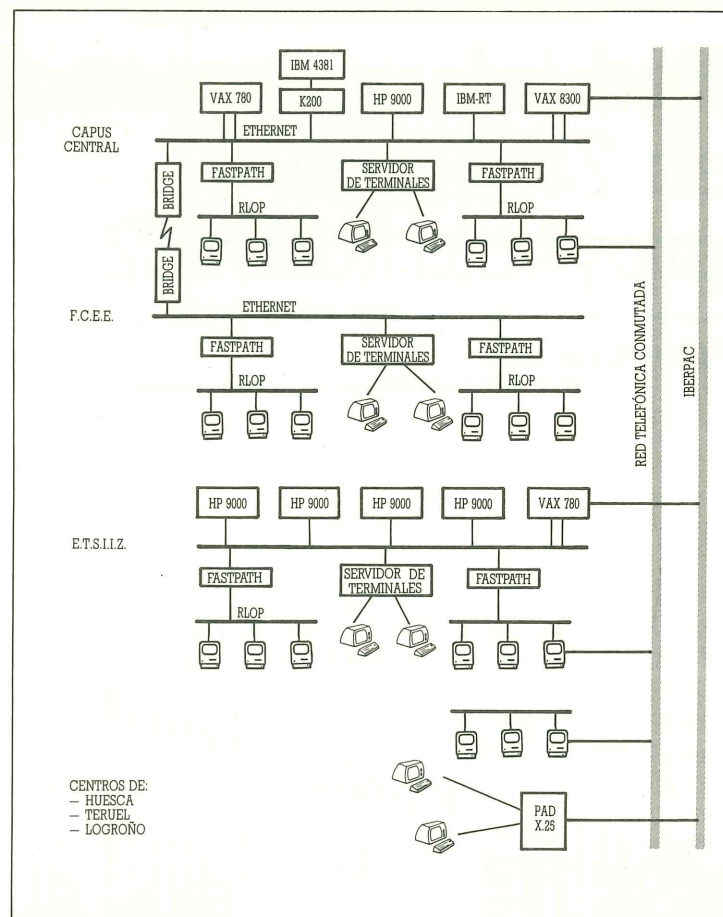 IBM 4381
VAX 780
K200
HP 9000
IBM-RT
VAX 8300
CAPUS
CENTRAL
ETHERNET
BRIDGE
FASTPATH
SERVIDOR
DE TERMINALES
FASTPATH
RLOP
RLOP
BRIDGE
F.C.E.E.
ETHERNET
FASTPATH
SERVIDOR
DE TERMINALES
FASTPATH
RLOP
RLOP
RED TELEFÓNICA CONMUTADA
IBERPAC
HP 9000
HP 9000
HP 9000
HP 9000
VAX 780
E.T.S.I.I.Z.
FASTPATH
SERVIDOR DE
TERMINALES
FASTPATH
RLOP
CENTROS DE:
— HUESCA
— TERUEL
— LOGROÑO
PAD
X.25